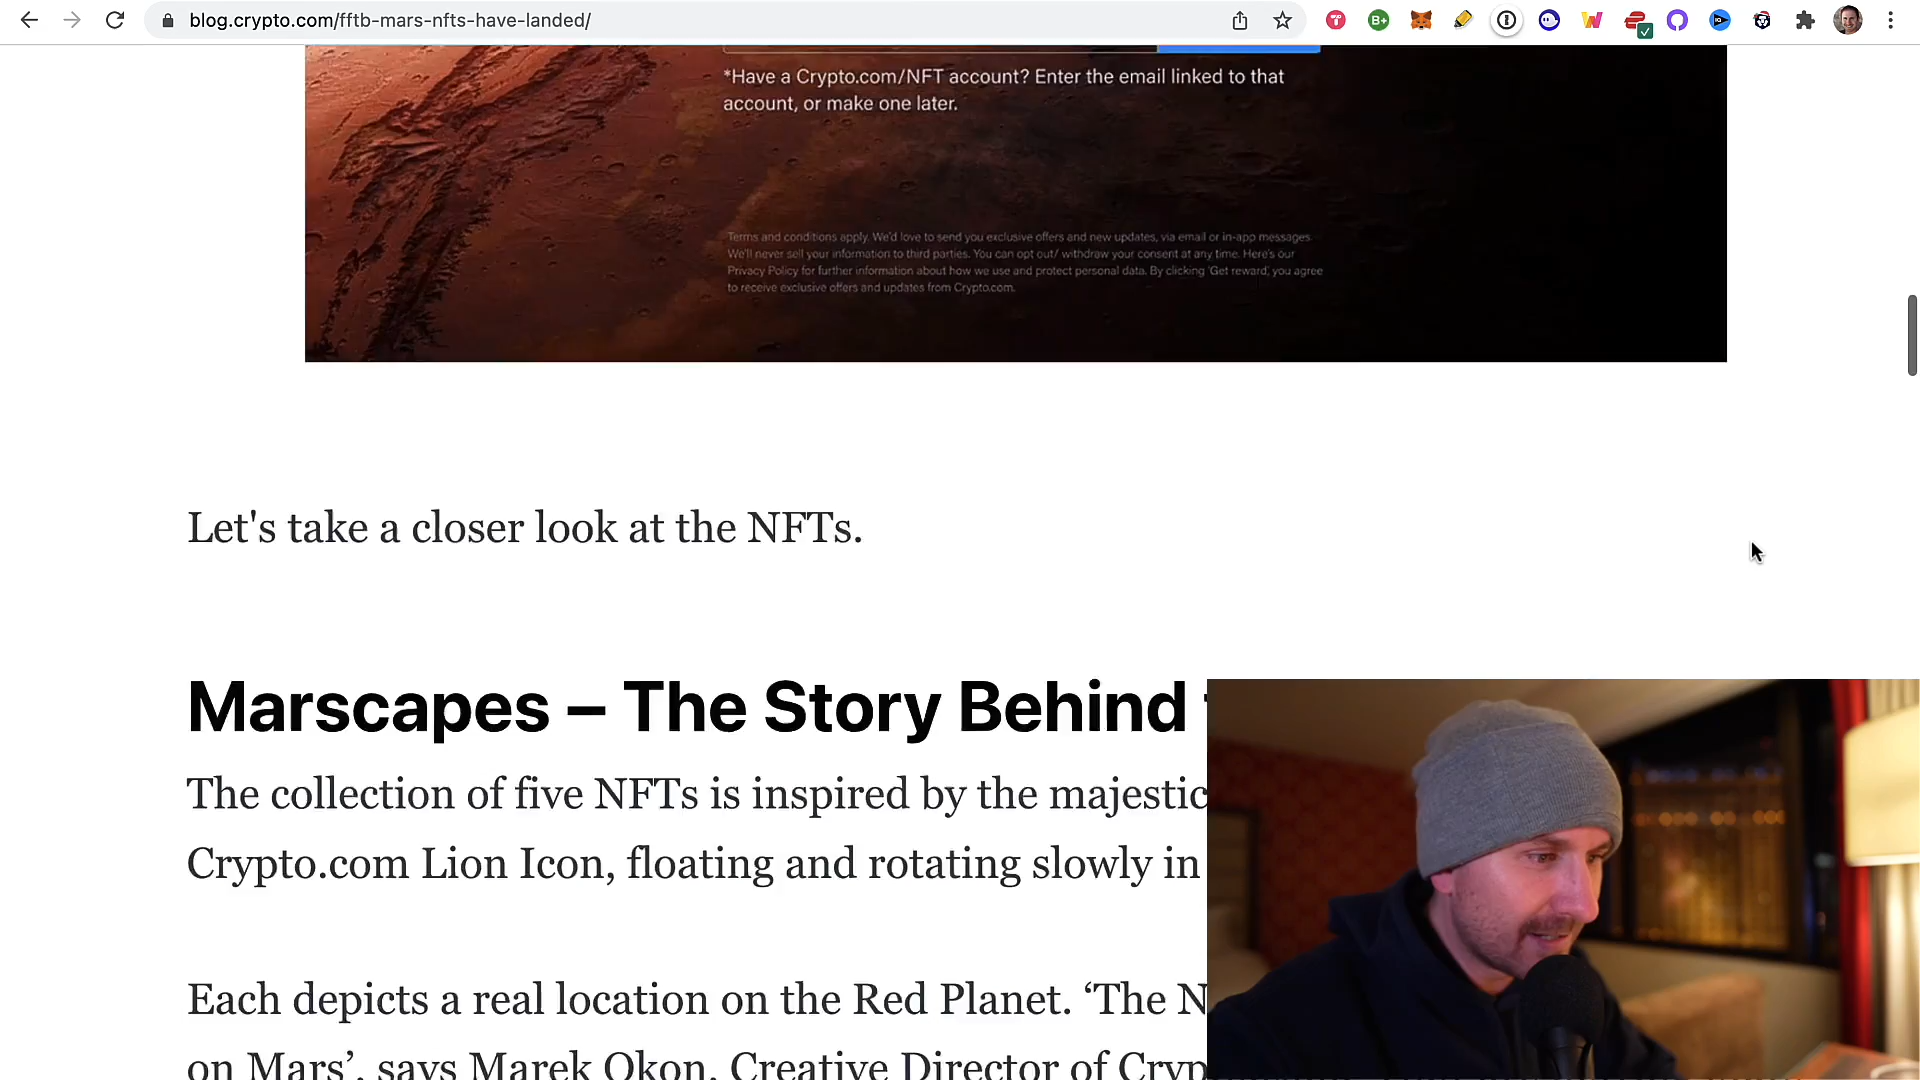 blog.crypto.com/fftb-mars-nfts-have-landed/
*Have a Crypto.com/NFT account? Enter the email linked to that
account, or make one later.
Terms and conditions apply. We'd love to send you exclusive offers and new updates, via email or in-app messages.
We'll never sell your information to third parties. You can opt out/ withdraw your consent at any time. Here's our
Privacy Policy for further information about how we use and protect personal data. By clicking 'Get reward', you agree
to receive exclusive offers and updates from Crypto.com.
Let's take a closer look at the NFTs.
Marscapes – The Story Behind
The collection of five NFTs is inspired by the majestic
Crypto.com Lion Icon, floating and rotating slowly in
Each depicts a real location on the Red Planet. ‘The N
on Mars’, says Marek Okon, Creative Director of Cryp